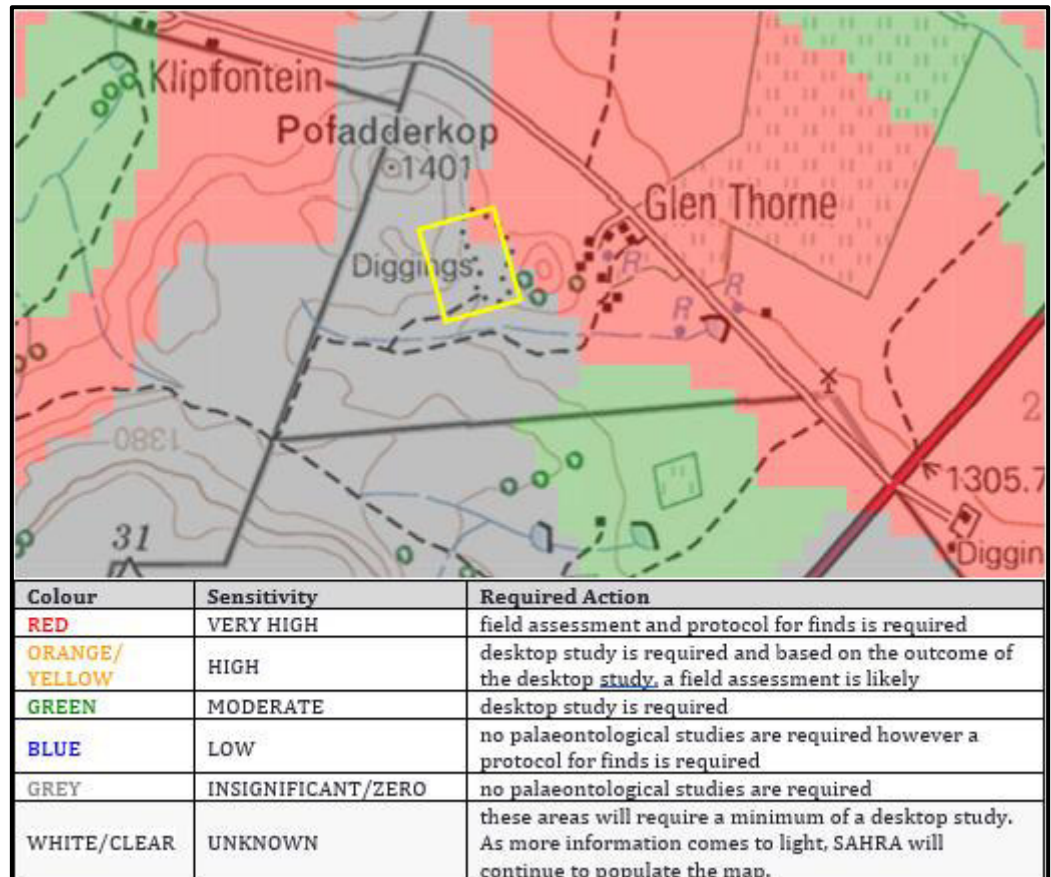 Klipfontein
Pofadderkop
1401
Glen Thorne
Diggings
R
R
R
1380
2
1305.7
31
Diggin
Colour Sensitivity Required Action
RED VERY HIGH field assessment and protocol for finds is required
ORANGE/
YELLOW HIGH desktop study is required and based on the outcome of
the desktop study, a field assessment is likely
GREEN MODERATE desktop study is required
BLUE LOW no palaeontological studies are required however a
protocol for finds is required
GREY INSIGNIFICANT/ZERO no palaeontological studies are required
WHITE/CLEAR UNKNOWN these areas will require a minimum of a desktop study.
As more information comes to light, SAHRA will
continue to populate the map.